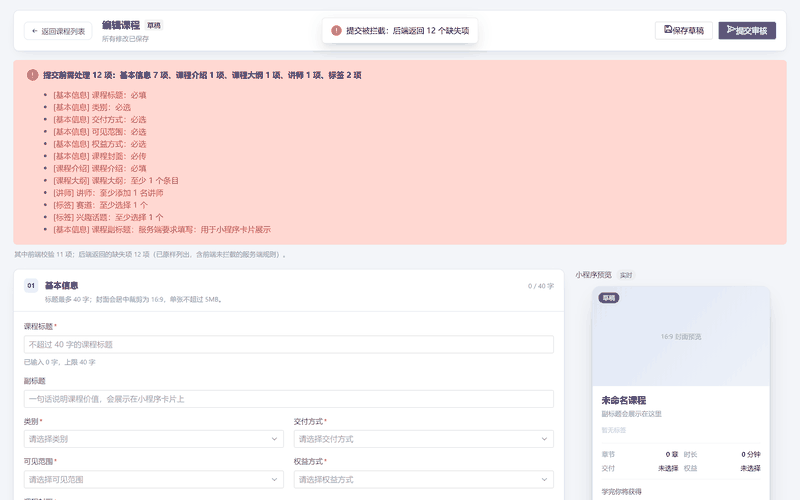 ← 返回课程列表
编辑课程 草稿
所有修改已保存
提交被拦截：后端返回 12 个缺失项
保存草稿
提交审核
提交前需处理 12 项：基本信息 7 项、课程介绍 1 项、课程大纲 1 项、讲师 1 项、标签 2 项
[基本信息] 课程标题：必填
[基本信息] 类别：必选
[基本信息] 交付方式：必选
[基本信息] 可见范围：必选
[基本信息] 权益方式：必选
[基本信息] 课程封面：必传
[课程介绍] 课程介绍：必填
[课程大纲] 课程大纲：至少 1 个条目
[讲师] 讲师：至少添加 1 名讲师
[标签] 赛道：至少选择 1 个
[标签] 兴趣话题：至少选择 1 个
[基本信息] 课程副标题：服务端要求填写：用于小程序卡片展示
其中前端校验 11 项；后端返回的缺失项 12 项（已原样列出，含前端未拦截的服务端规则）。
01 基本信息
0 / 40 字
标题最多 40 字；封面会居中裁剪为 16:9，单张不超过 5MB。
课程标题 *
不超过 40 字的课程标题
已输入 0 字，上限 40 字
副标题
一句话说明课程价值，会展示在小程序卡片上
类别 *
交付方式 *
请选择类别
请选择交付方式
可见范围 *
权益方式 *
请选择可见范围
请选择权益方式
小程序预览 实时
草稿
16:9 封面预览
未命名课程
副标题会展示在这里
暂无标签
章节 0 章 时长 0 分钟
交付 未选择 权益 未选择
学完你将获得